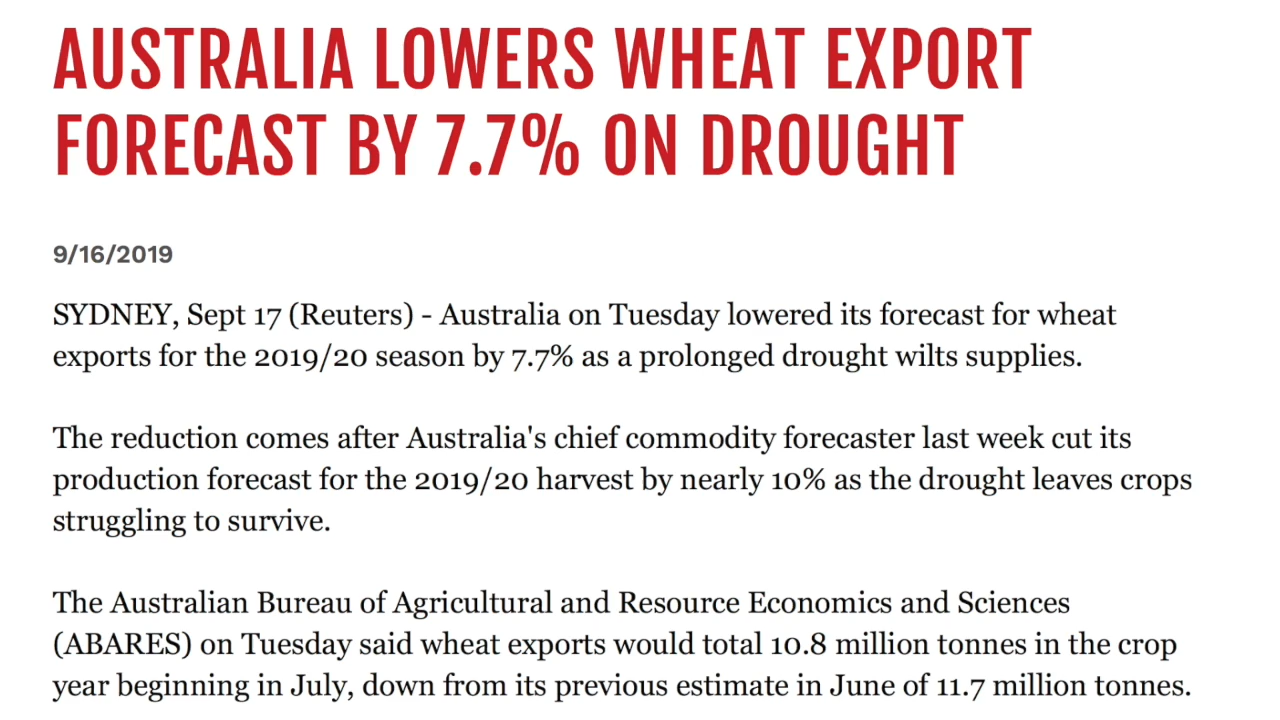 AUSTRALIA LOWERS WHEAT EXPORT
FORECAST BY 7.7% ON DROUGHT
9/16/2019
SYDNEY, Sept 17 (Reuters) - Australia on Tuesday lowered its forecast for wheat
exports for the 2019/20 season by 7.7% as a prolonged drought wilts supplies.
The reduction comes after Australia's chief commodity forecaster last week cut its
production forecast for the 2019/20 harvest by nearly 10% as the drought leaves crops
struggling to survive.
The Australian Bureau of Agricultural and Resource Economics and Sciences
(ABARES) on Tuesday said wheat exports would total 10.8 million tonnes in the crop
year beginning in July, down from its previous estimate in June of 11.7 million tonnes.